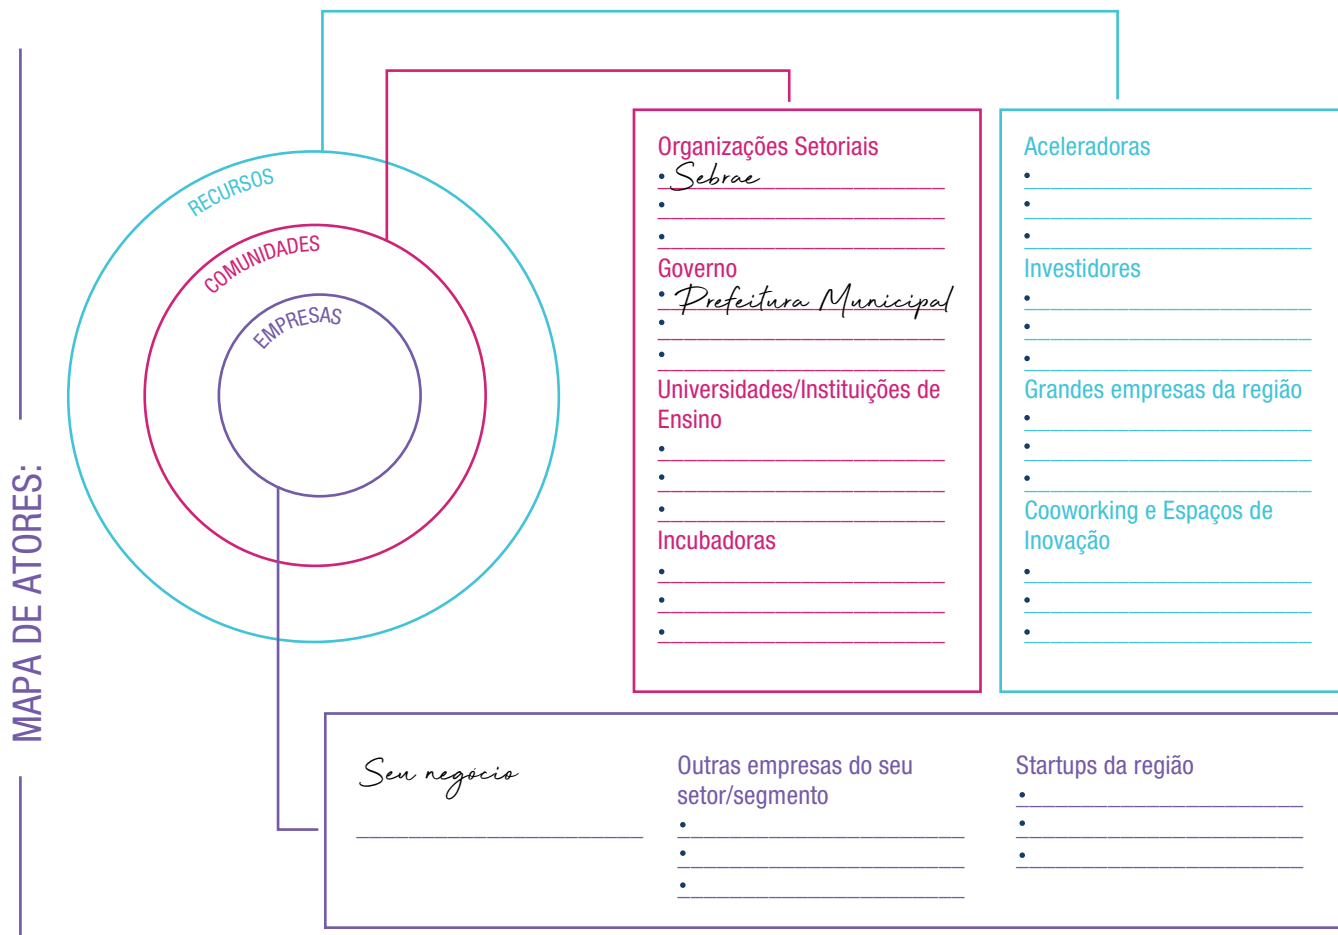 MAPA DE ATORES:
RECURSOS
COMUNIDADES
EMPRESAS
Organizações Setoriais
• Sebrae
•
•
Governo
• Prefeitura Municipal
•
•
Universidades/Instituições de
Ensino
•
•
•
Incubadoras
•
•
•
Aceleradoras
•
•
•
Investidores
•
•
•
Grandes empresas da região
•
•
•
Cooworking e Espaços de
Inovação
•
•
•
Seu negócio
Outras empresas do seu
setor/segmento
•
•
•
Startups da região
•
•
•